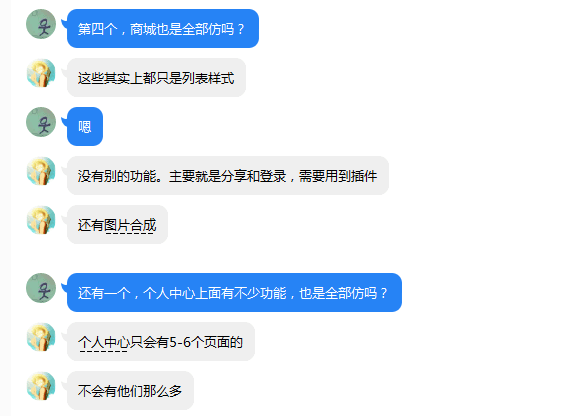 第四个，商城也是全部仿吗？
这些其实上都只是列表样式
嗯
没有别的功能。主要就是分享和登录，需要用到插件
还有图片合成
还有一个，个人中心上面有不少功能，也是全部仿吗？
个人中心只会有5-6个页面的
不会有他们那么多